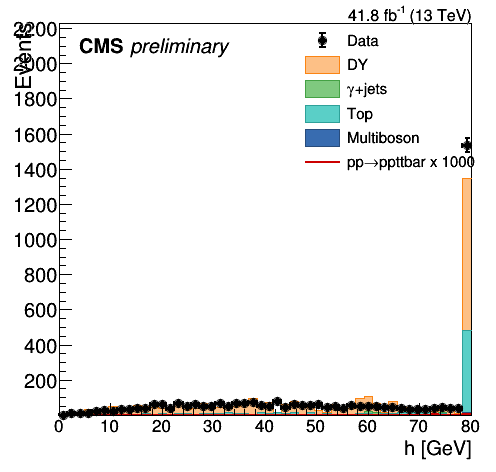 41.8 fb⁻¹ (13 TeV)
CMS preliminary
Events
Data
DY
γ+jets
Top
Multiboson
pp→ppttbar x 1000
2200
2000
1800
1600
1400
1200
1000
800
600
400
200
0 10 20 30 40 50 60 70 80
h [GeV]